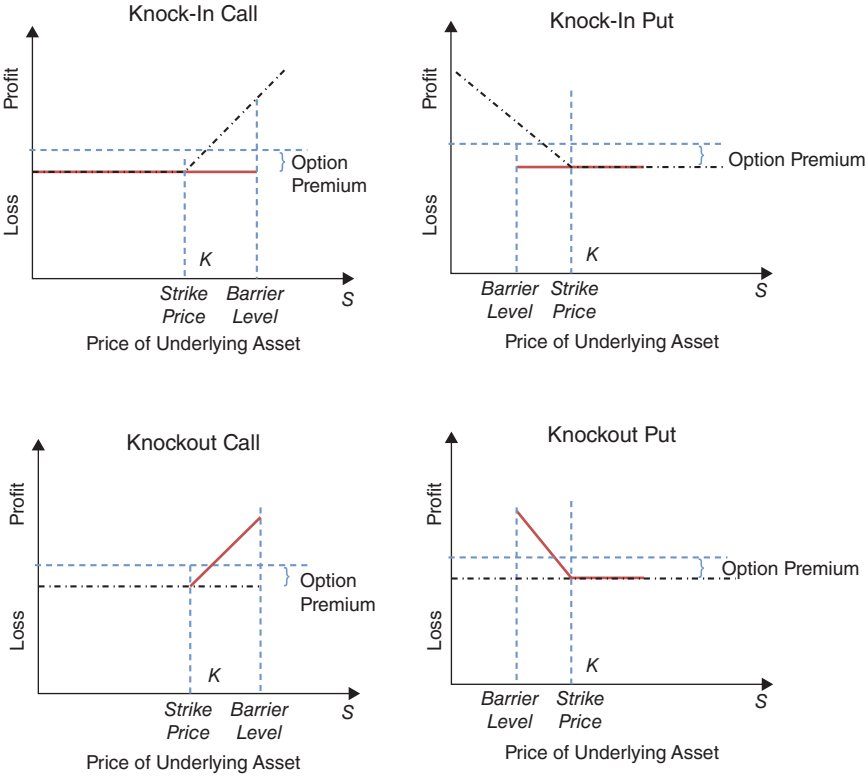 Knock-In Call
Profit
Loss
Option
Premium
K
Strike
Price
Barrier
Level
S
Price of Underlying Asset
Knock-In Put
Profit
Loss
Option Premium
K
Barrier
Level
Strike
Price
S
Price of Underlying Asset
Knockout Call
Profit
Loss
Option
Premium
K
Strike
Price
Barrier
Level
S
Price of Underlying Asset
Knockout Put
Profit
Loss
Option Premium
K
Barrier
Level
Strike
Price
S
Price of Underlying Asset